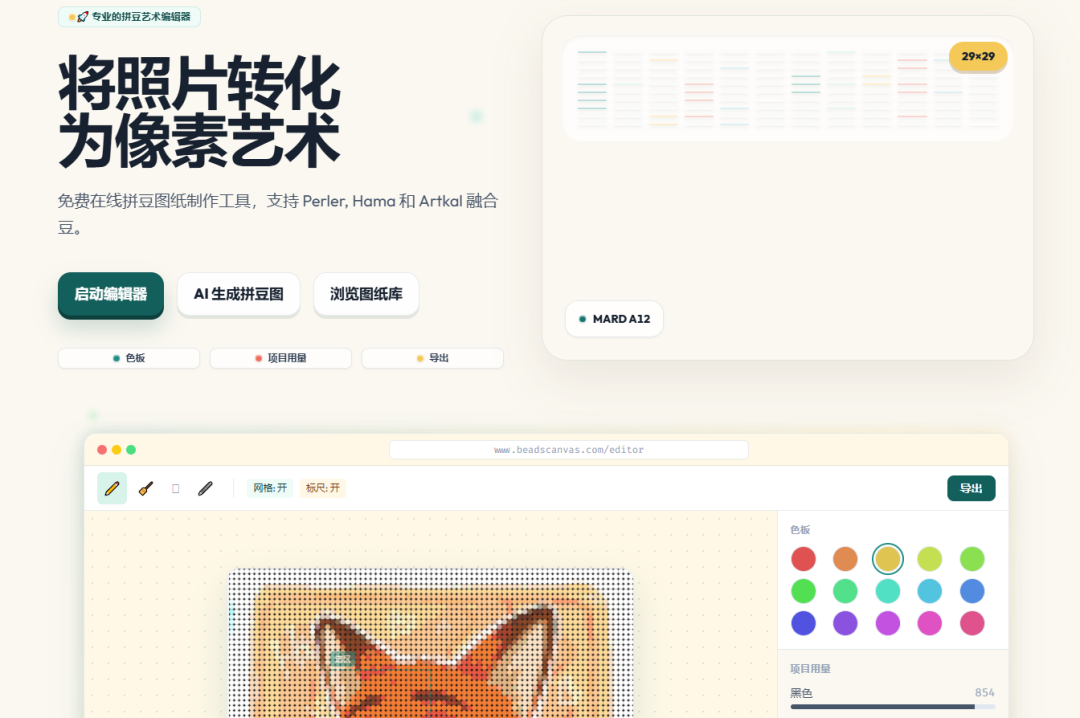 🚀 专业的拼豆艺术编辑器
将照片转化
为像素艺术
免费在线拼豆图纸制作工具，支持 Perler, Hama 和 Artkal 融合
豆。
启动编辑器
AI 生成拼豆图
浏览图纸库
色板
项目用量
导出
29×29
MARD A12
www.beadscanvas.com/editor
网格: 开
标尺: 开
导出
色板
项目用量
黑色
854